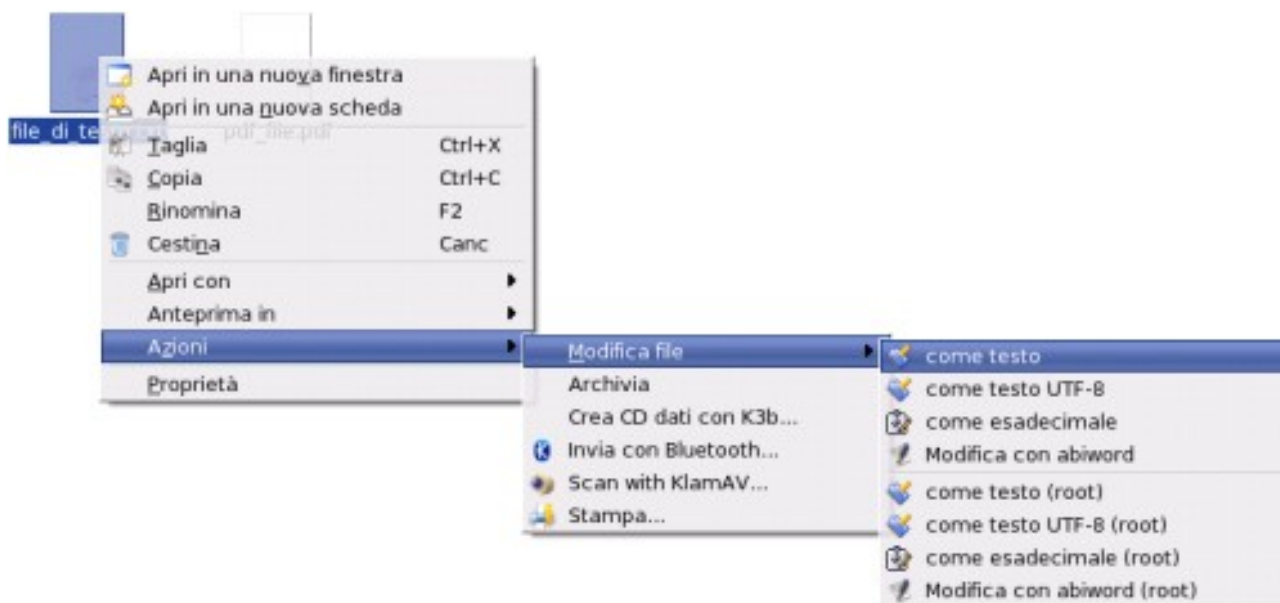 file_di_te
pdf_file.pdf
Apri in una nuova finestra
Apri in una nuova scheda
Taglia Ctrl+X
Copia Ctrl+C
Rinomina F2
Cestina Canc
Apri con
Anteprima in
Azioni
Proprietà
Modifica file
Archivia
Crea CD dati con K3b...
Invia con Bluetooth...
Scan with KlamAV...
Stampa...
come testo
come testo UTF-8
come esadecimale
Modifica con abiword
come testo (root)
come testo UTF-8 (root)
come esadecimale (root)
Modifica con abiword (root)